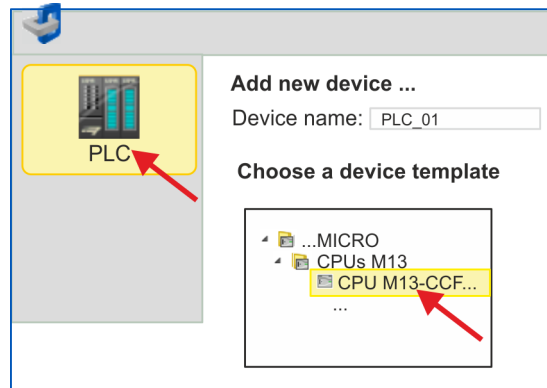 PLC
Add new device ...
Device name: PLC_01
Choose a device template
...MICRO
CPUs M13
CPU M13-CCF...
...